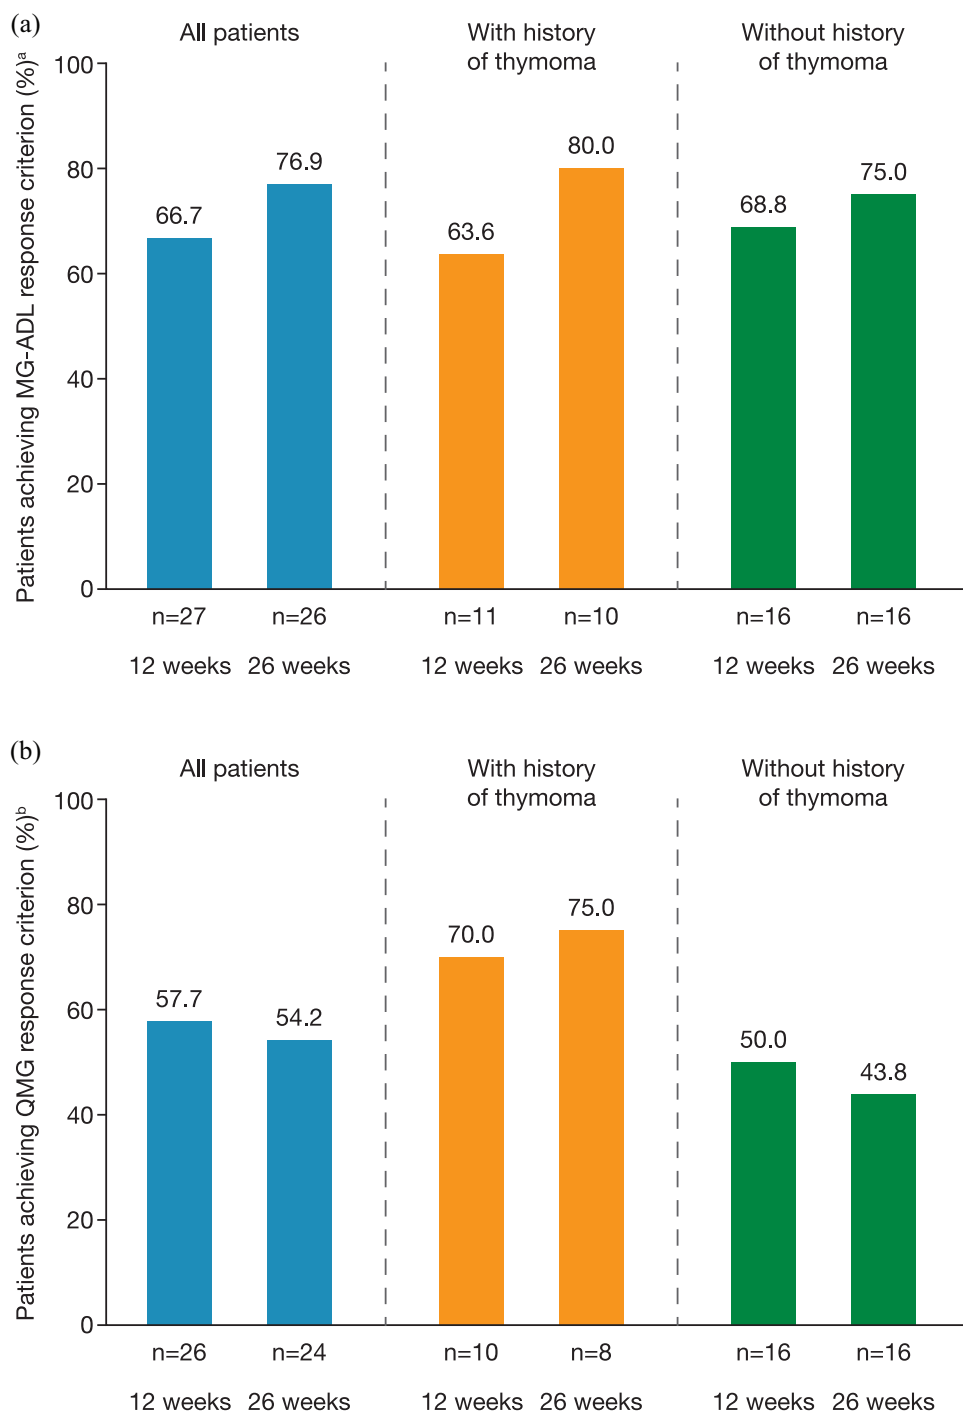 (a)
All patients
With history
of thymoma
Without history
of thymoma
Patients achieving MG-ADL response criterion (%)ᵃ
100
80
60
40
20
0
66.7
76.9
63.6
80.0
68.8
75.0
n=27
n=26
n=11
n=10
n=16
n=16
12 weeks
26 weeks
12 weeks
26 weeks
12 weeks
26 weeks
(b)
All patients
With history
of thymoma
Without history
of thymoma
Patients achieving QMG response criterion (%)ᵇ
100
80
60
40
20
0
57.7
54.2
70.0
75.0
50.0
43.8
n=26
n=24
n=10
n=8
n=16
n=16
12 weeks
26 weeks
12 weeks
26 weeks
12 weeks
26 weeks